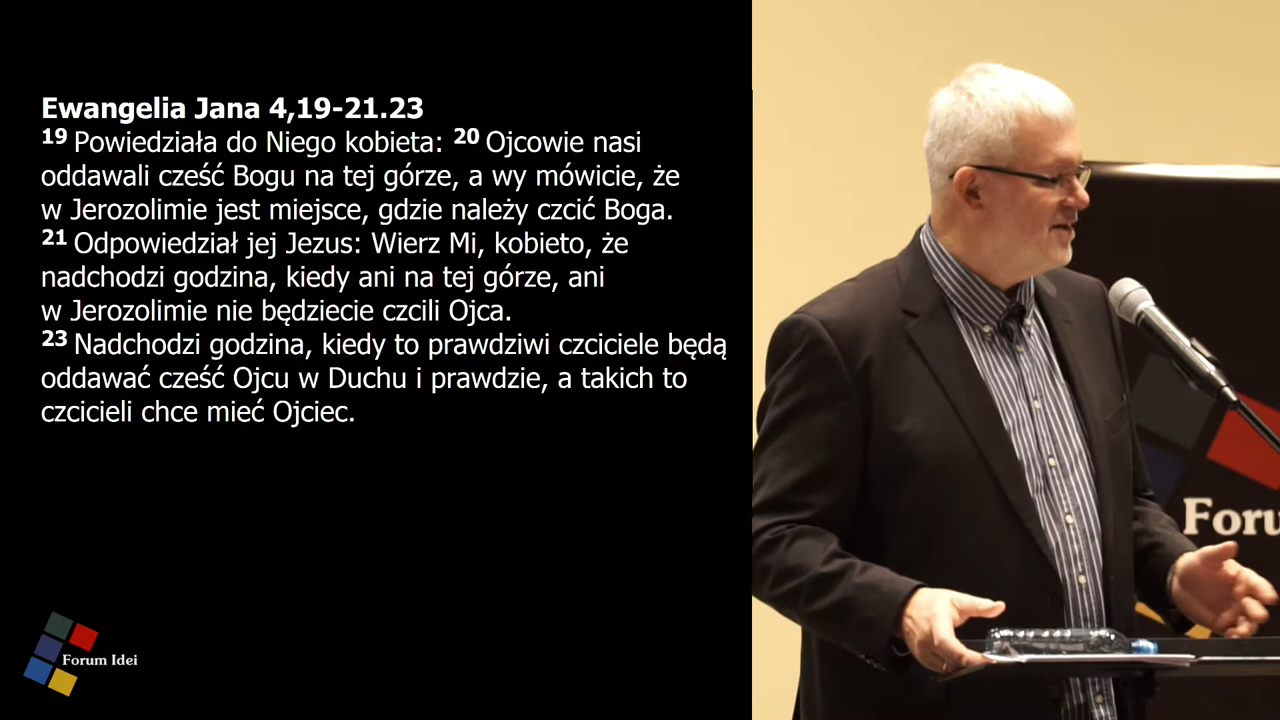 Ewangelia Jana 4,19-21.23
19 Powiedziała do Niego kobieta: 20 Ojcowie nasi
oddawali cześć Bogu na tej górze, a wy mówicie, że
w Jerozolimie jest miejsce, gdzie należy czcić Boga.
21 Odpowiedział jej Jezus: Wierz Mi, kobieto, że
nadchodzi godzina, kiedy ani na tej górze, ani
w Jerozolimie nie będziecie czcili Ojca.
23 Nadchodzi godzina, kiedy to prawdziwi czciciele będą
oddawać cześć Ojcu w Duchu i prawdzie, a takich to
czcicieli chce mieć Ojciec.
Forum Idei
Foru